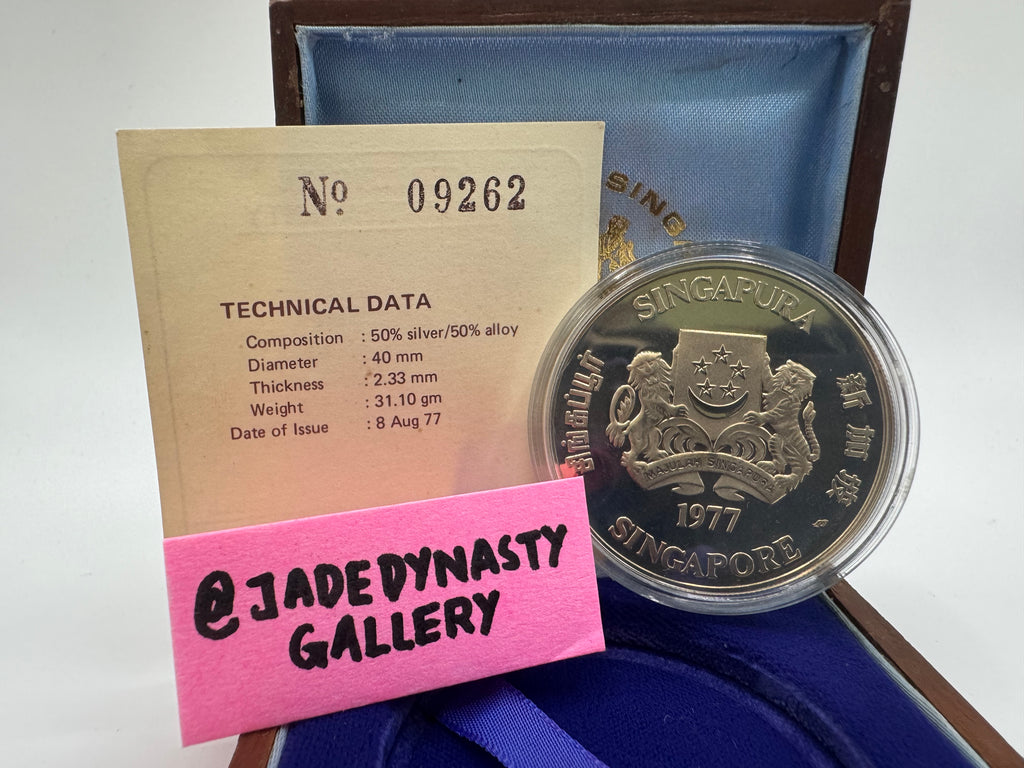 Nº 09262
TECHNICAL DATA
Composition : 50% silver/50% alloy
Diameter : 40 mm
Thickness : 2.33 mm
Weight : 31.10 gm
Date of Issue : 8 Aug 77
@JADEDYNASTY
GALLERY
SING
SINGAPURA
சிங்கப்பூர்
新加坡
MAJULAH SINGAPURA
1977
SINGAPORE